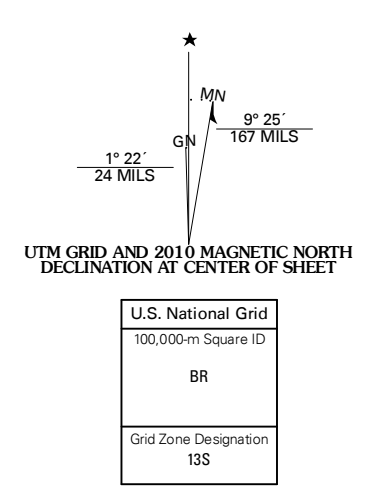 MN
GN
9° 25´
167 MILS
1° 22´
24 MILS
UTM GRID AND 2010 MAGNETIC NORTH
DECLINATION AT CENTER OF SHEET
U.S. National Grid
100,000-m Square ID
BR
Grid Zone Designation
13S